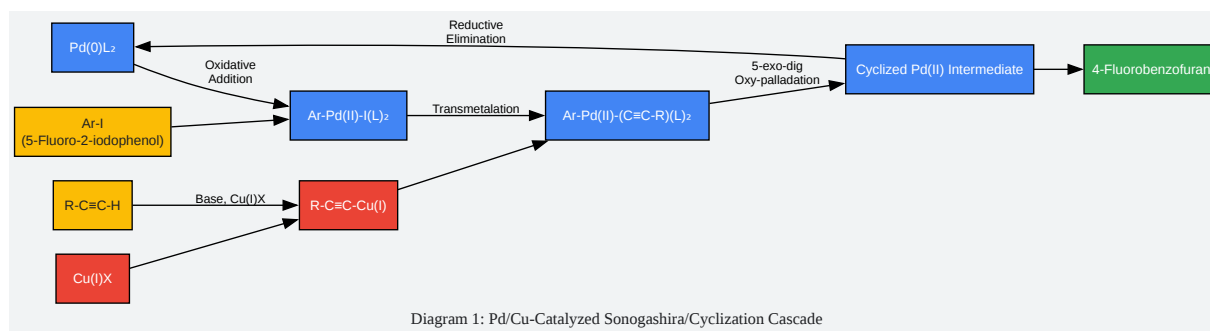 Pd(0)L₂
Reductive
Elimination
Oxidative
Addition
Ar-I
(5-Fluoro-2-iodophenol)
Ar-Pd(II)-I(L)₂
Transmetalation
Ar-Pd(II)-(C≡C-R)(L)₂
5-exo-dig
Oxy-palladation
Cyclized Pd(II) Intermediate
4-Fluorobenzofuran
R-C≡C-H
Base, Cu(I)X
R-C≡C-Cu(I)
Cu(I)X
Diagram 1: Pd/Cu-Catalyzed Sonogashira/Cyclization Cascade